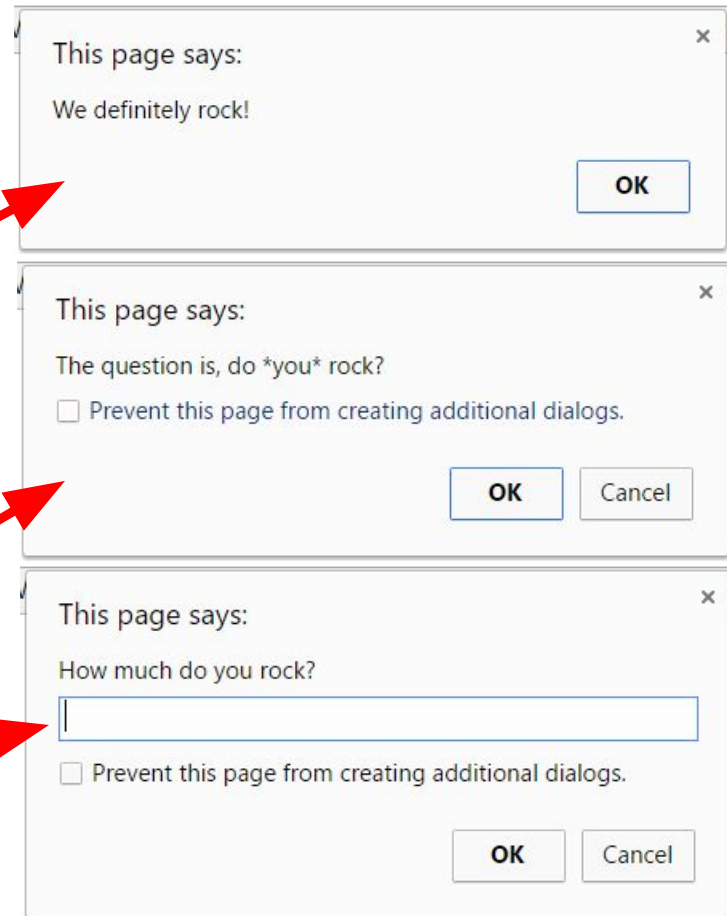 This page says:
We definitely rock!
OK
This page says:
The question is, do *you* rock?
Prevent this page from creating additional dialogs.
OK Cancel
This page says:
How much do you rock?
Prevent this page from creating additional dialogs.
OK Cancel